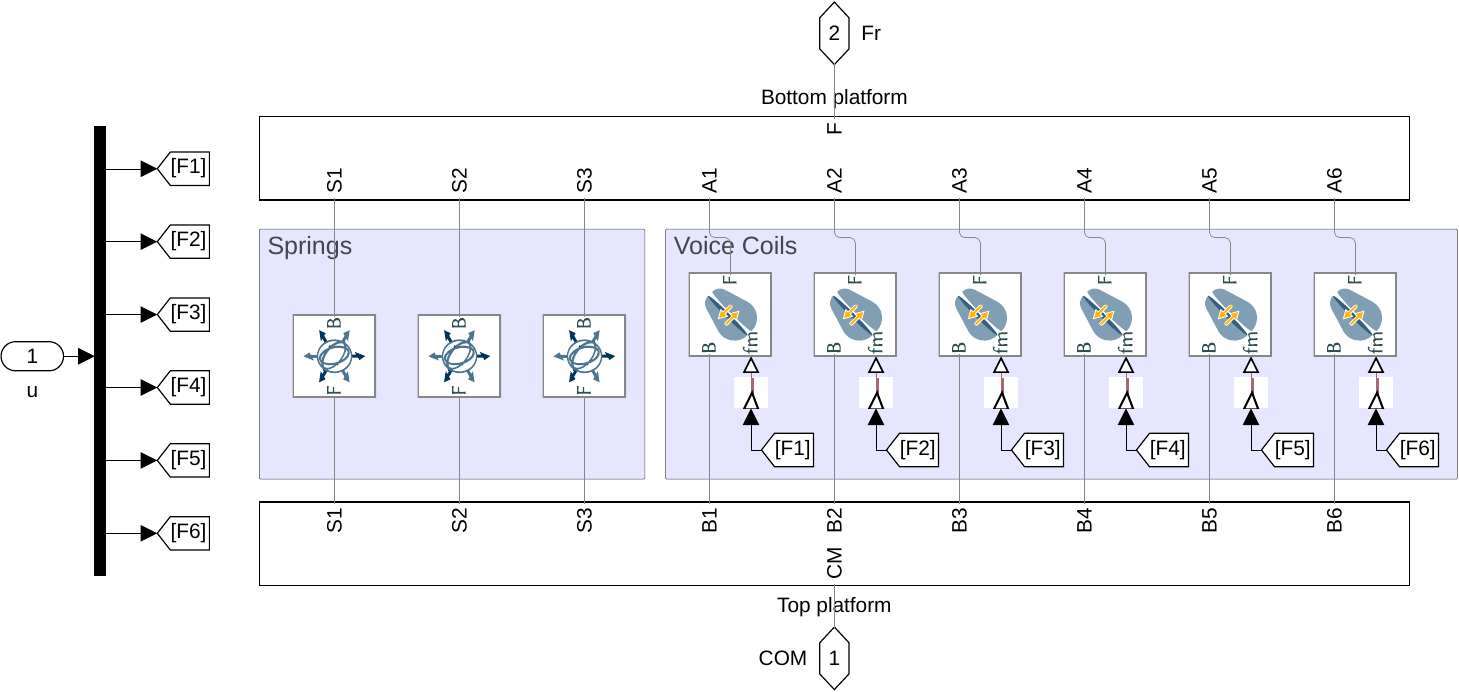 2 Fr
Bottom platform
F
S1 S2 S3 A1 A2 A3 A4 A5 A6
[F1]
[F2]
[F3]
[F4]
[F5]
[F6]
1
u
Springs
B B B
F F F
Voice Coils
F F F F F F
B fm B fm B fm B fm B fm B fm
[F1] [F2] [F3] [F4] [F5] [F6]
S1 S2 S3 B1 B2 B3 B4 B5 B6
CM
Top platform
COM 1